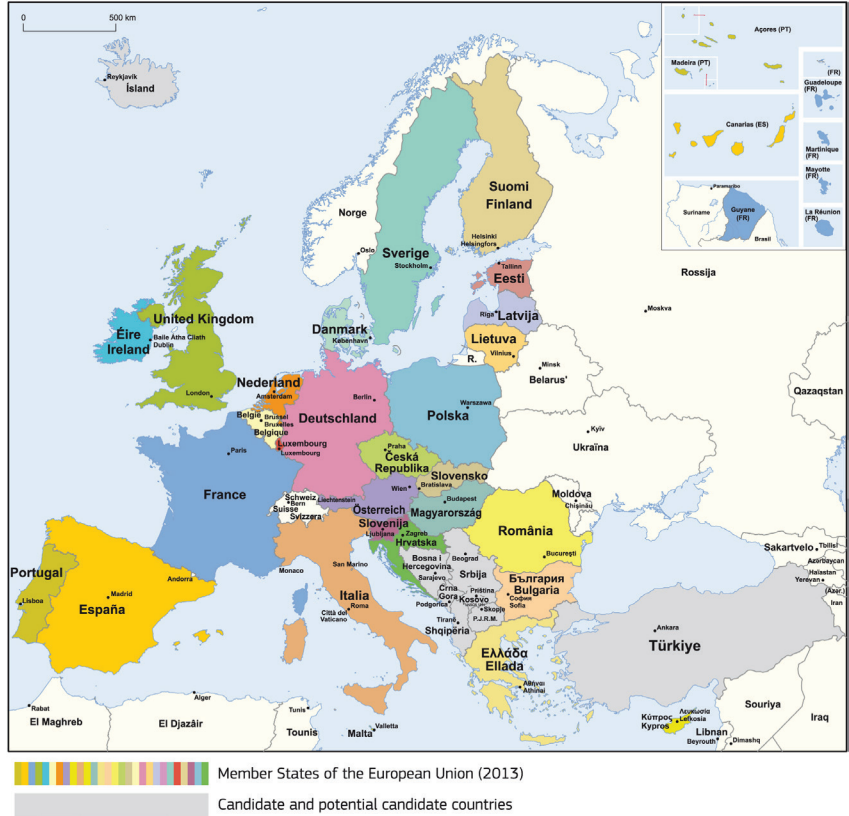 0 500 km
Reykjavík
Ísland
Açores (PT)
Madeira (PT)
(FR)
Guadeloupe
(FR)
Canarias (ES)
Martinique
(FR)
Mayotte
(FR)
Paramaribo
Suriname
Guyane
(FR)
Brasil
La Réunion
(FR)
Norge
Oslo
Sverige
Stockholm
Suomi
Finland
Helsinki
Helsingfors
Tallinn
Eesti
Rossija
Moskva
Riga
Latvija
Lietuva
Vilnius
R.
Minsk
Belarus'
United Kingdom
Éire
Ireland
Baile Átha Cliath
Dublin
London
Danmark
København
Nederland
Amsterdam
Berlin
Deutschland
Warszawa
Polska
Qazaqstan
België
Brussel
Bruxelles
Belgique
Luxembourg
Luxembourg
Praha
Česká
Republika
Kyiv
Ukraïna
Paris
France
Slovensko
Bratislava
Wien
Österreich
Budapest
Magyarország
Schweiz
Bern
Suisse
Svizzera
Liechtenstein
Moldova
Chişinău
Slovenija
Ljubljana
Zagreb
Hrvatska
România
Bucureşti
Portugal
Lisboa
Madrid
España
Andorra
Monaco
San Marino
Italia
Roma
Città del
Vaticano
Bosna i
Hercegovina
Sarajevo
Beograd
Srbija
Crna
Gora
Podgorica
Priština
Kosovo
Skopje
P.J.R.M.
Tiranë
Shqipëria
България
Bulgaria
София
Sofia
Ελλάδα
Ellada
Αθήναι
Athinai
Ankara
Türkiye
Sakartvelo
Tbilisi
Azərbaycan
Haïastan
Yerevan
(Azer.)
Iran
Rabat
El Maghreb
Alger
El Djazâir
Tunis
Tounis
Malta
Valletta
Κύπρος
Kypros
Λευκωσία
Lefkosia
Libnan
Beyrouth
Dimashq
Souriya
Iraq
Member States of the European Union (2013)
Candidate and potential candidate countries